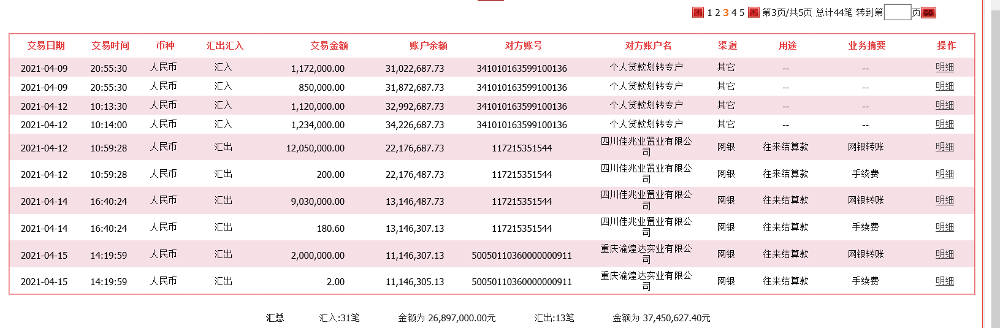 1 2 3 4 5 第3页/共5页 总计44笔 转到第 页 GO
交易日期 交易时间 币种 汇出汇入 交易金额 账户余额 对方账号 对方账户名 渠道 用途 业务摘要 操作
2021-04-09 20:55:30 人民币 汇入 1,172,000.00 31,022,687.73 341010163599100136 个人贷款划转专户 其它 -- -- 明细
2021-04-09 20:55:30 人民币 汇入 850,000.00 31,872,687.73 341010163599100136 个人贷款划转专户 其它 -- -- 明细
2021-04-12 10:13:30 人民币 汇入 1,120,000.00 32,992,687.73 341010163599100136 个人贷款划转专户 其它 -- -- 明细
2021-04-12 10:14:00 人民币 汇入 1,234,000.00 34,226,687.73 341010163599100136 个人贷款划转专户 其它 -- -- 明细
2021-04-12 10:59:28 人民币 汇出 12,050,000.00 22,176,687.73 117215351544 四川佳兆业置业有限公
司 网银 往来结算款 网银转账 明细
2021-04-12 10:59:28 人民币 汇出 200.00 22,176,487.73 117215351544 四川佳兆业置业有限公
司 网银 往来结算款 手续费 明细
2021-04-14 16:40:24 人民币 汇出 9,030,000.00 13,146,487.73 117215351544 四川佳兆业置业有限公
司 网银 往来结算款 网银转账 明细
2021-04-14 16:40:24 人民币 汇出 180.60 13,146,307.13 117215351544 四川佳兆业置业有限公
司 网银 往来结算款 手续费 明细
2021-04-15 14:19:59 人民币 汇出 2,000,000.00 11,146,307.13 50050110360000000911 重庆渝煌达实业有限公
司 网银 往来结算款 网银转账 明细
2021-04-15 14:19:59 人民币 汇出 2.00 11,146,305.13 50050110360000000911 重庆渝煌达实业有限公
司 网银 往来结算款 手续费 明细
汇总 汇入:31笔 金额为 26,897,000.00元 汇出:13笔 金额为 37,450,627.40元